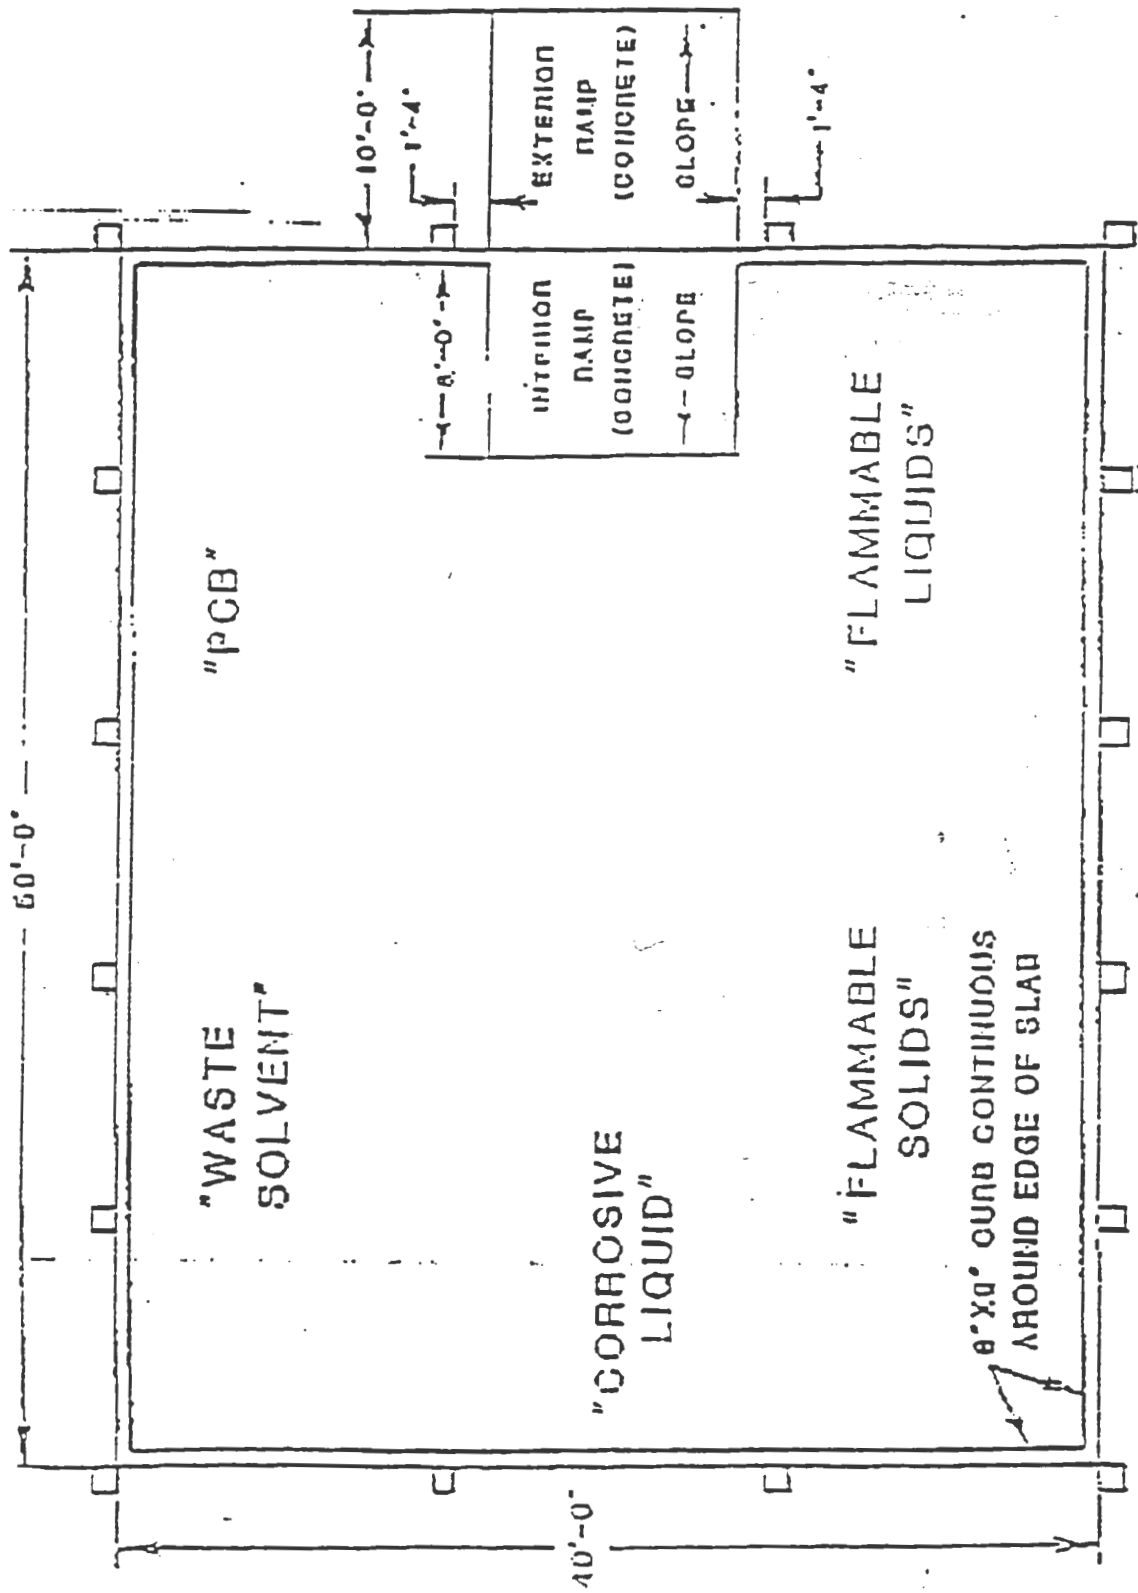 60'-0"
10'-0"
1'-4"
EXTERIOR
RAMP
(CONCRETE)
SLOPE
1'-4"
8'-0"
INTERIOR
RAMP
(CONCRETE)
SLOPE
"PCB"
"FLAMMABLE
LIQUIDS"
"WASTE
SOLVENT"
"CORROSIVE
LIQUID"
"FLAMMABLE
SOLIDS"
CURB CONTINUOUS
AROUND EDGE OF SLAB
40'-0"